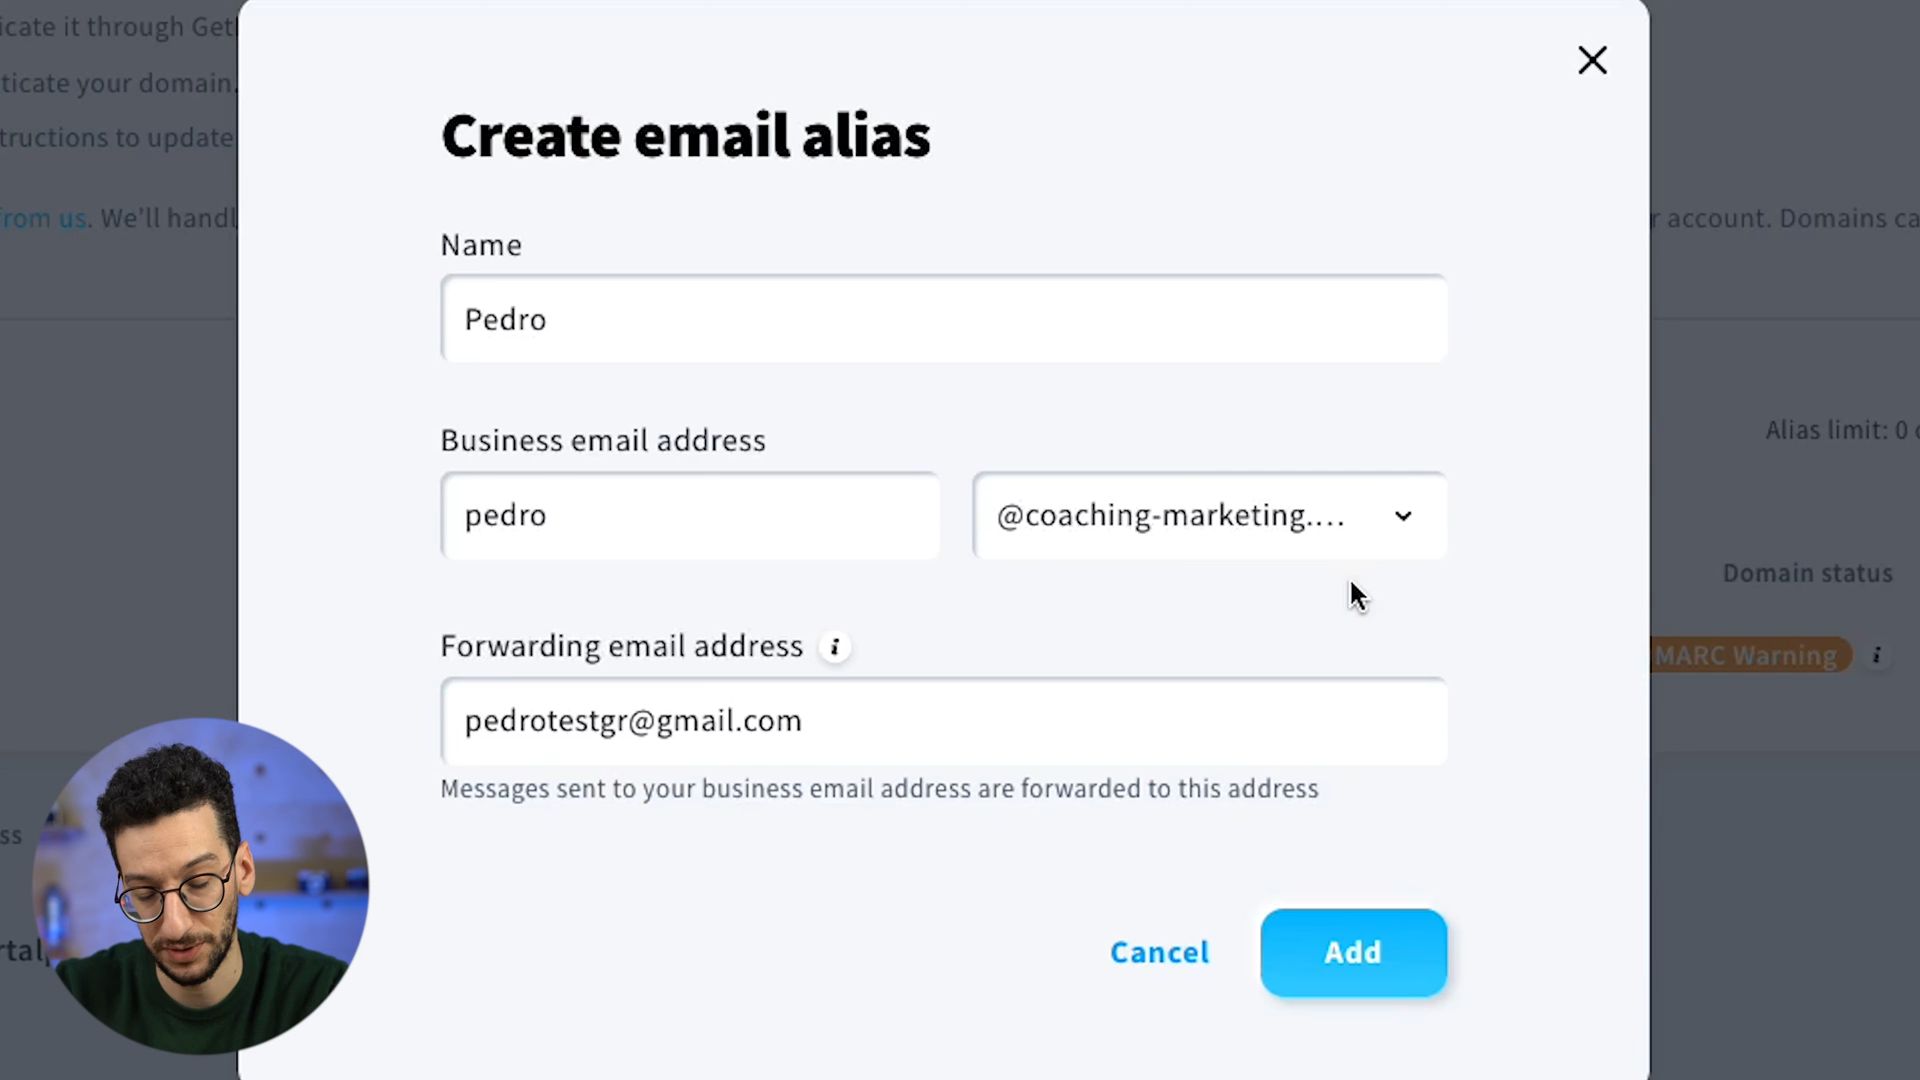 icate it through Get
ticate your domain.
tructions to update
from us. We'll handl
r account. Domains ca
Create email alias
Name
Pedro
Business email address
pedro
@coaching-marketing....
Alias limit: 0
Domain status
Forwarding email address i
MARC Warning i
pedrotestgr@gmail.com
Messages sent to your business email address are forwarded to this address
ss
rtal
Cancel
Add